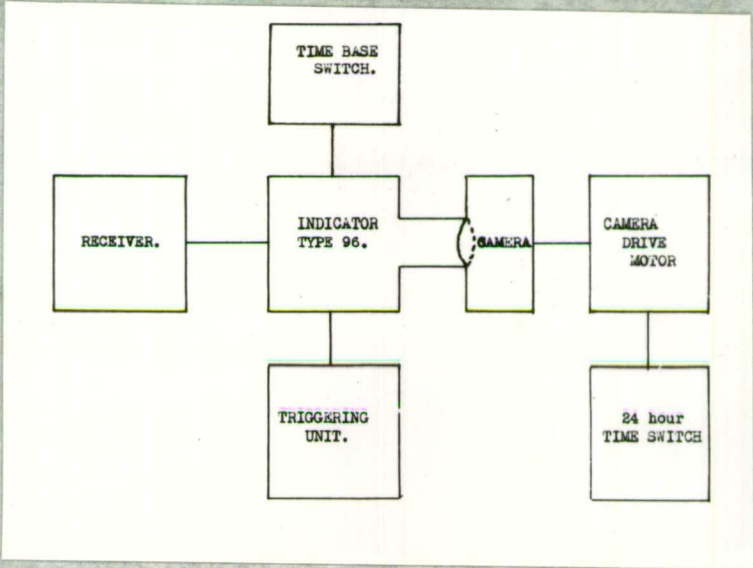 TIME BASE
SWITCH.
RECEIVER.
INDICATOR
TYPE 96.
CAMERA
CAMERA
DRIVE
MOTOR
TRIGGERING
UNIT.
24 hour
TIME SWITCH